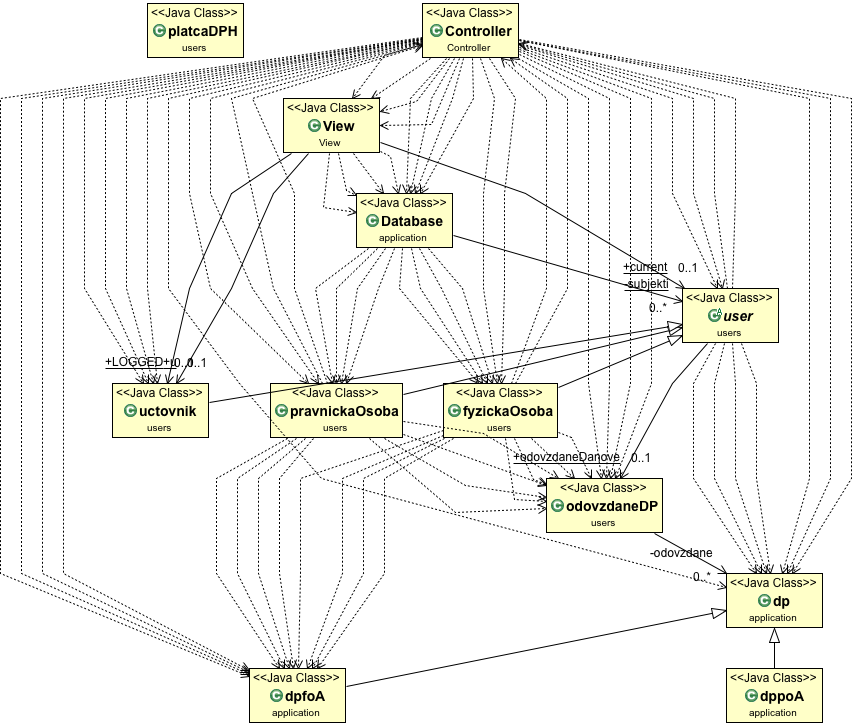 <<Java Class>>
platcaDPH
users
<<Java Class>>
Controller
Controller
<<Java Class>>
View
View
<<Java Class>>
Database
application
+current 0..1
-subjekti
0..*
<<Java Class>>
user
users
+LOGGED+u
0..1
<<Java Class>>
uctovnik
users
<<Java Class>>
pravnickaOsoba
users
<<Java Class>>
fyzickaOsoba
users
+odovzdaneDanove 0..1
<<Java Class>>
odovzdaneDP
users
-odovzdane
0..*
<<Java Class>>
dp
application
<<Java Class>>
dpfoA
application
<<Java Class>>
dppoA
application